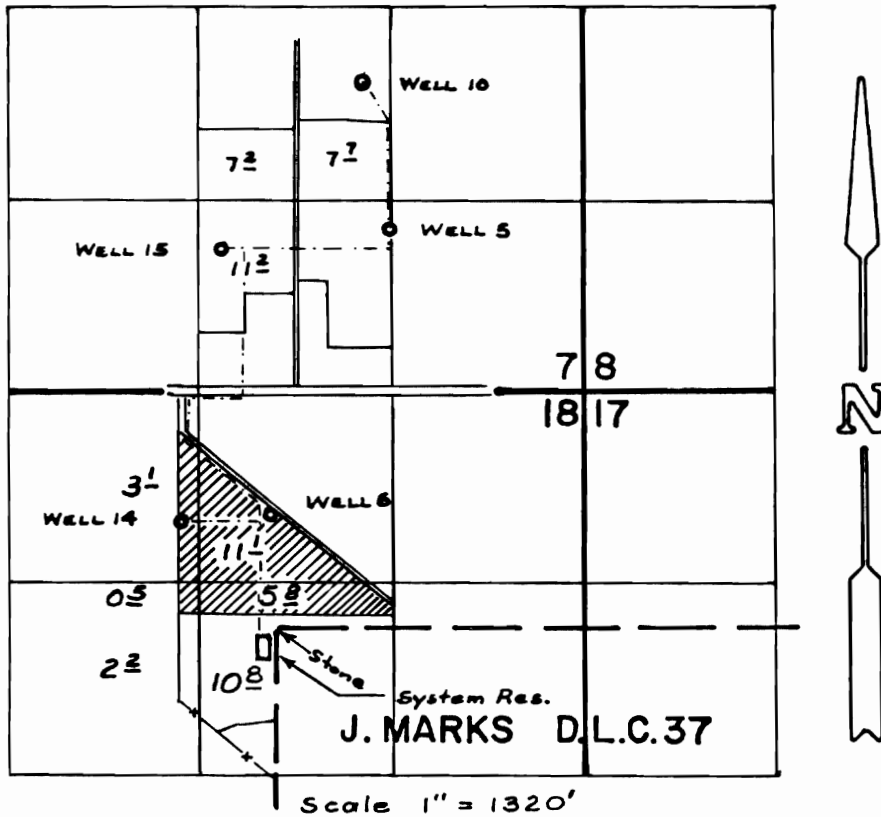 WELL 10
7 2
7 7
WELL 5
WELL 15
11 2
7 8
18 17
N
3 1
WELL 6
WELL 14
11 1
0 5
5 8
2 2
10 8
Stone
System Res.
J. MARKS D.L.C. 37
Scale 1" = 1320'